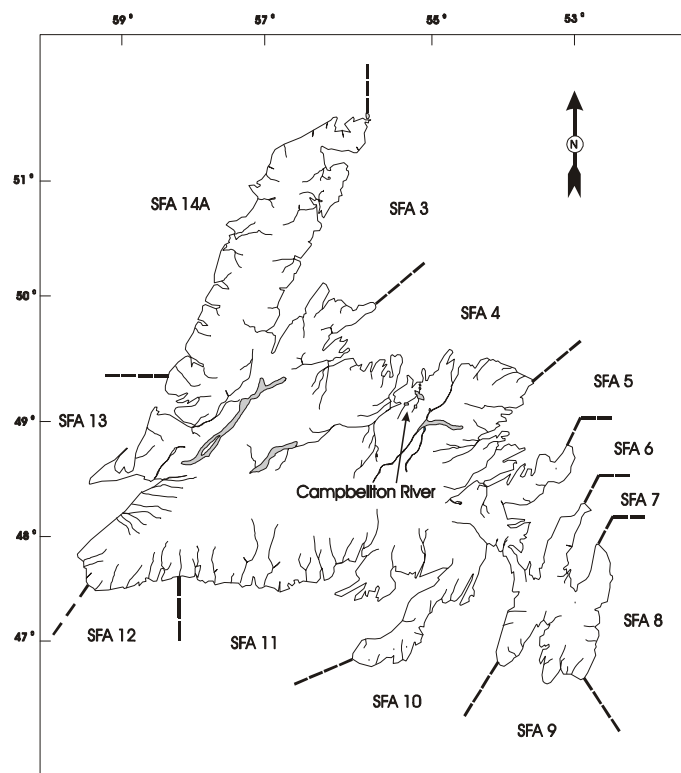 59° 57° 55° 53°
N
51°
SFA 14A
SFA 3
50°
SFA 4
SFA 5
49°
SFA 13
SFA 6
Campbellton River
SFA 7
48°
SFA 8
47°
SFA 12
SFA 11
SFA 10
SFA 9